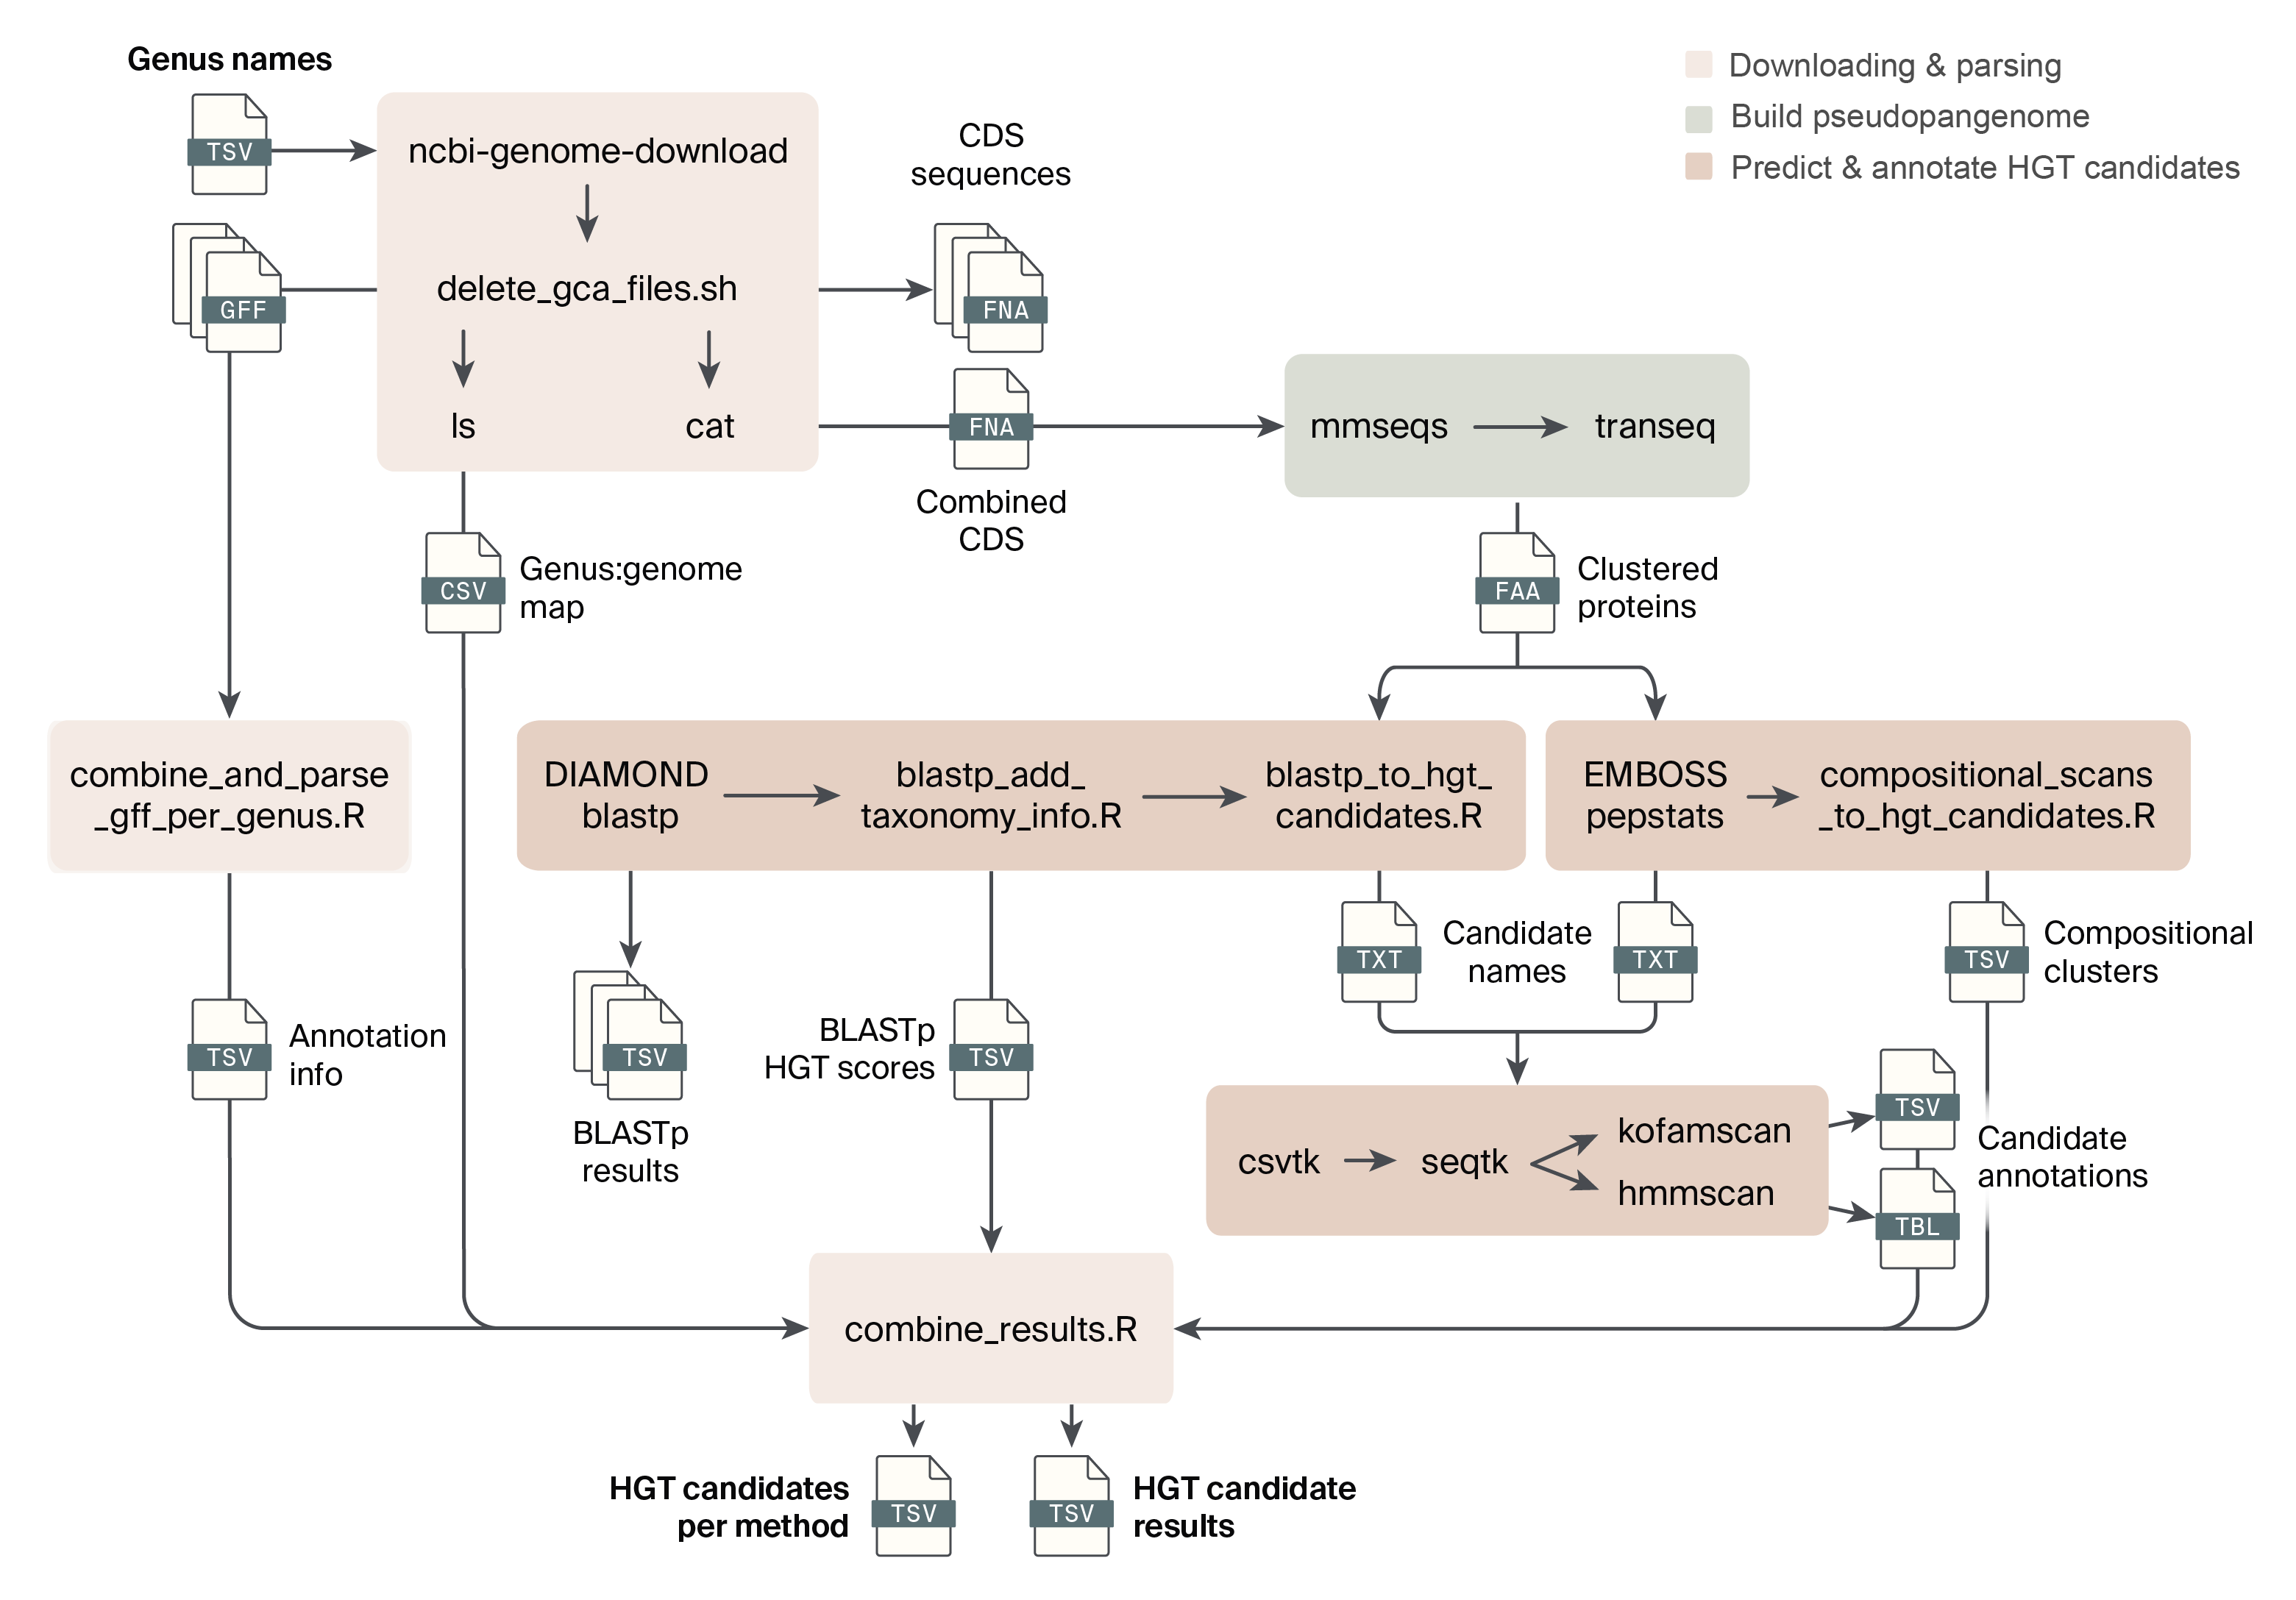 Genus names
TSV
GFF
ncbi-genome-download
delete_gca_files.sh
ls
cat
CDS
sequences
FNA
FNA
Combined
CDS
Downloading & parsing
Build pseudopangenome
Predict & annotate HGT candidates
mmseqs
transeq
CSV
Genus:genome
map
FAA
Clustered
proteins
combine_and_parse
_gff_per_genus.R
DIAMOND
blastp
blastp_add_
taxonomy_info.R
blastp_to_hgt_
candidates.R
EMBOSS
pepstats
compositional_scans
_to_hgt_candidates.R
TXT
Candidate
names
TXT
TSV
Compositional
clusters
TSV
Annotation
info
TSV
BLASTp
results
BLASTp
HGT scores
TSV
csvtk
seqtk
kofamscan
hmmscan
TSV
TBL
Candidate
annotations
combine_results.R
HGT candidates
per method
TSV
TSV
HGT candidate
results